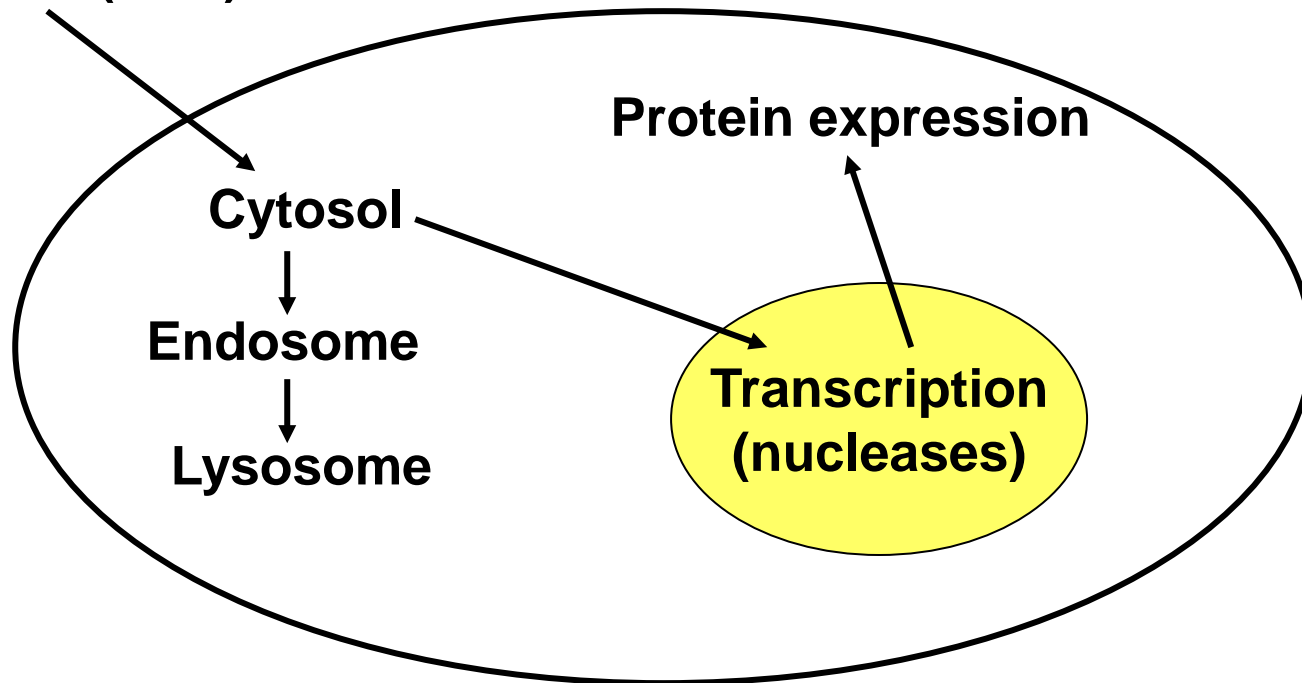 Protein expression
Cytosol
Endosome
Transcription
(nucleases)
Lysosome